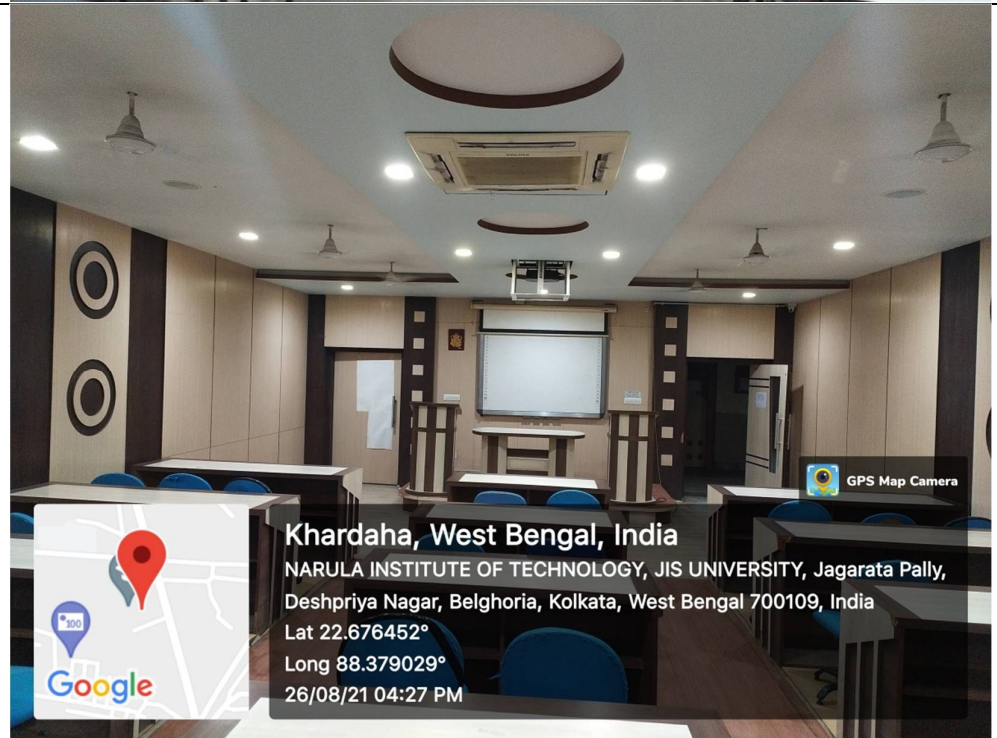 GPS Map Camera
Khardaha, West Bengal, India
NARULA INSTITUTE OF TECHNOLOGY, JIS UNIVERSITY, Jagarata Pally,
Deshpriya Nagar, Belghoria, Kolkata, West Bengal 700109, India
Lat 22.676452°
Long 88.379029°
26/08/21 04:27 PM
100
Google